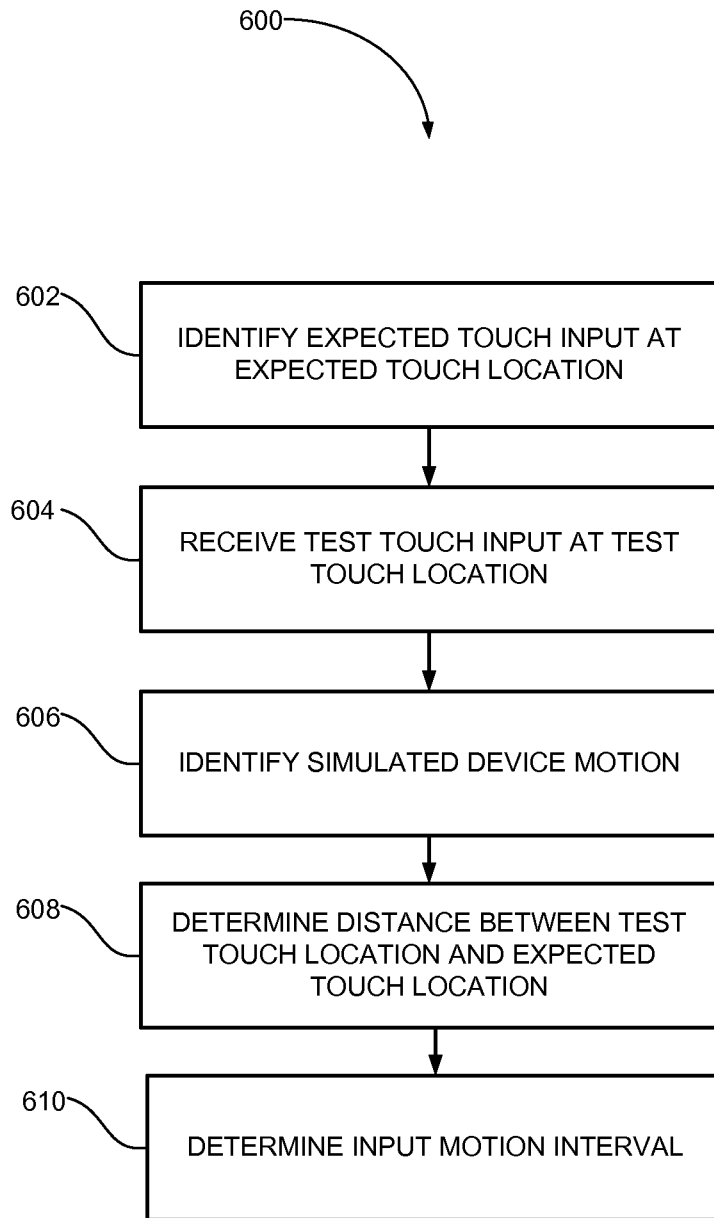 600
602
IDENTIFY EXPECTED TOUCH INPUT AT
EXPECTED TOUCH LOCATION
604
RECEIVE TEST TOUCH INPUT AT TEST
TOUCH LOCATION
606
IDENTIFY SIMULATED DEVICE MOTION
608
DETERMINE DISTANCE BETWEEN TEST
TOUCH LOCATION AND EXPECTED
TOUCH LOCATION
610
DETERMINE INPUT MOTION INTERVAL